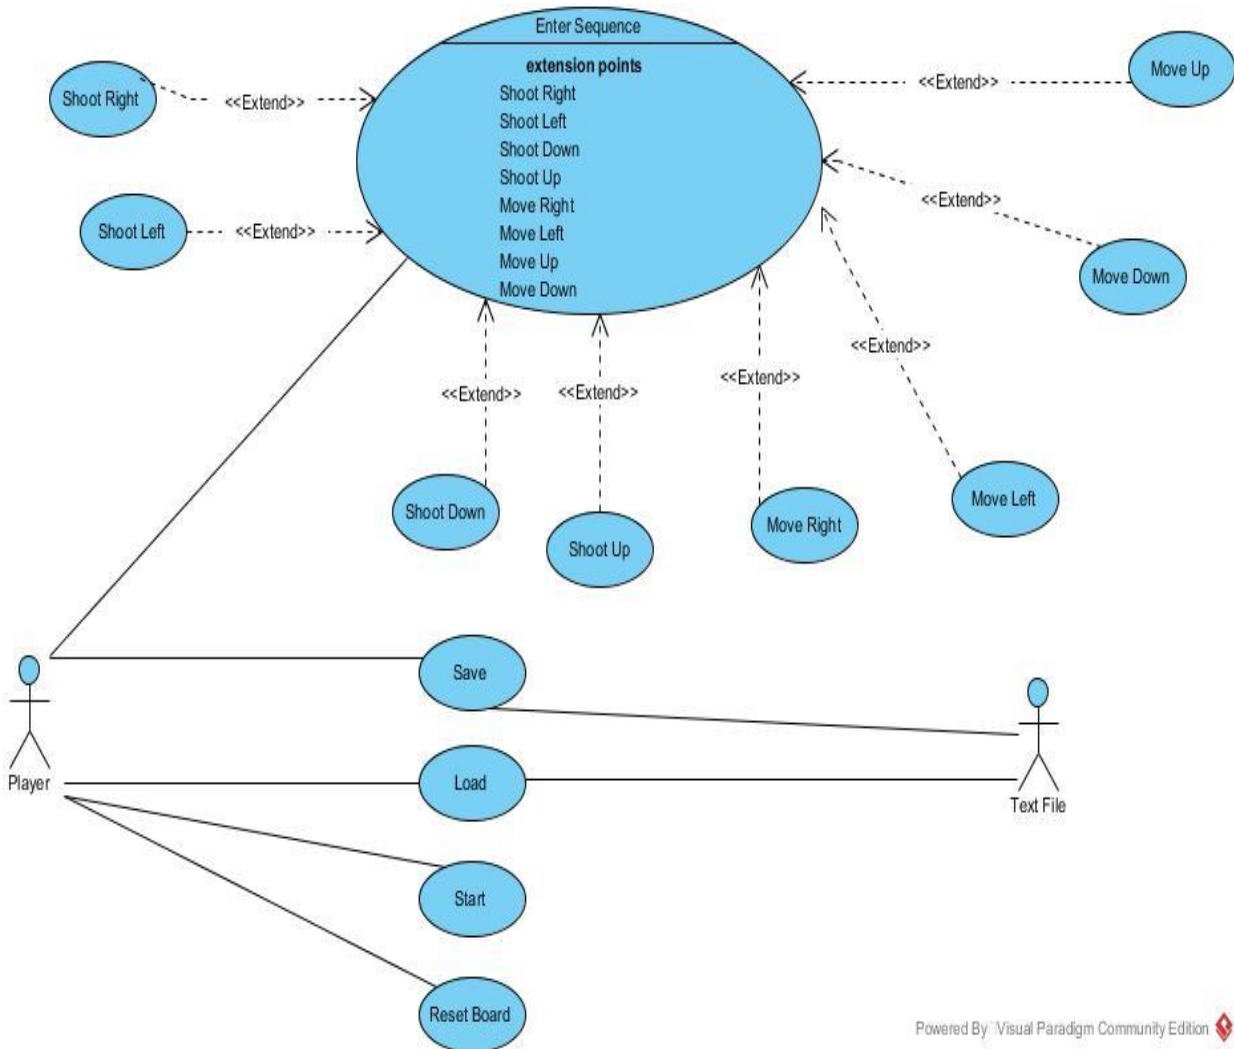 Enter Sequence
extension points
Shoot Right
Shoot Left
Shoot Down
Shoot Up
Move Right
Move Left
Move Up
Move Down
Shoot Right
<<Extend>>
<<Extend>>
Move Up
Shoot Left
<<Extend>>
<<Extend>>
Move Down
<<Extend>>
<<Extend>>
<<Extend>>
<<Extend>>
Shoot Down
Shoot Up
Move Right
Move Left
Player
Save
Load
Start
Reset Board
Text File
Powered By Visual Paradigm Community Edition